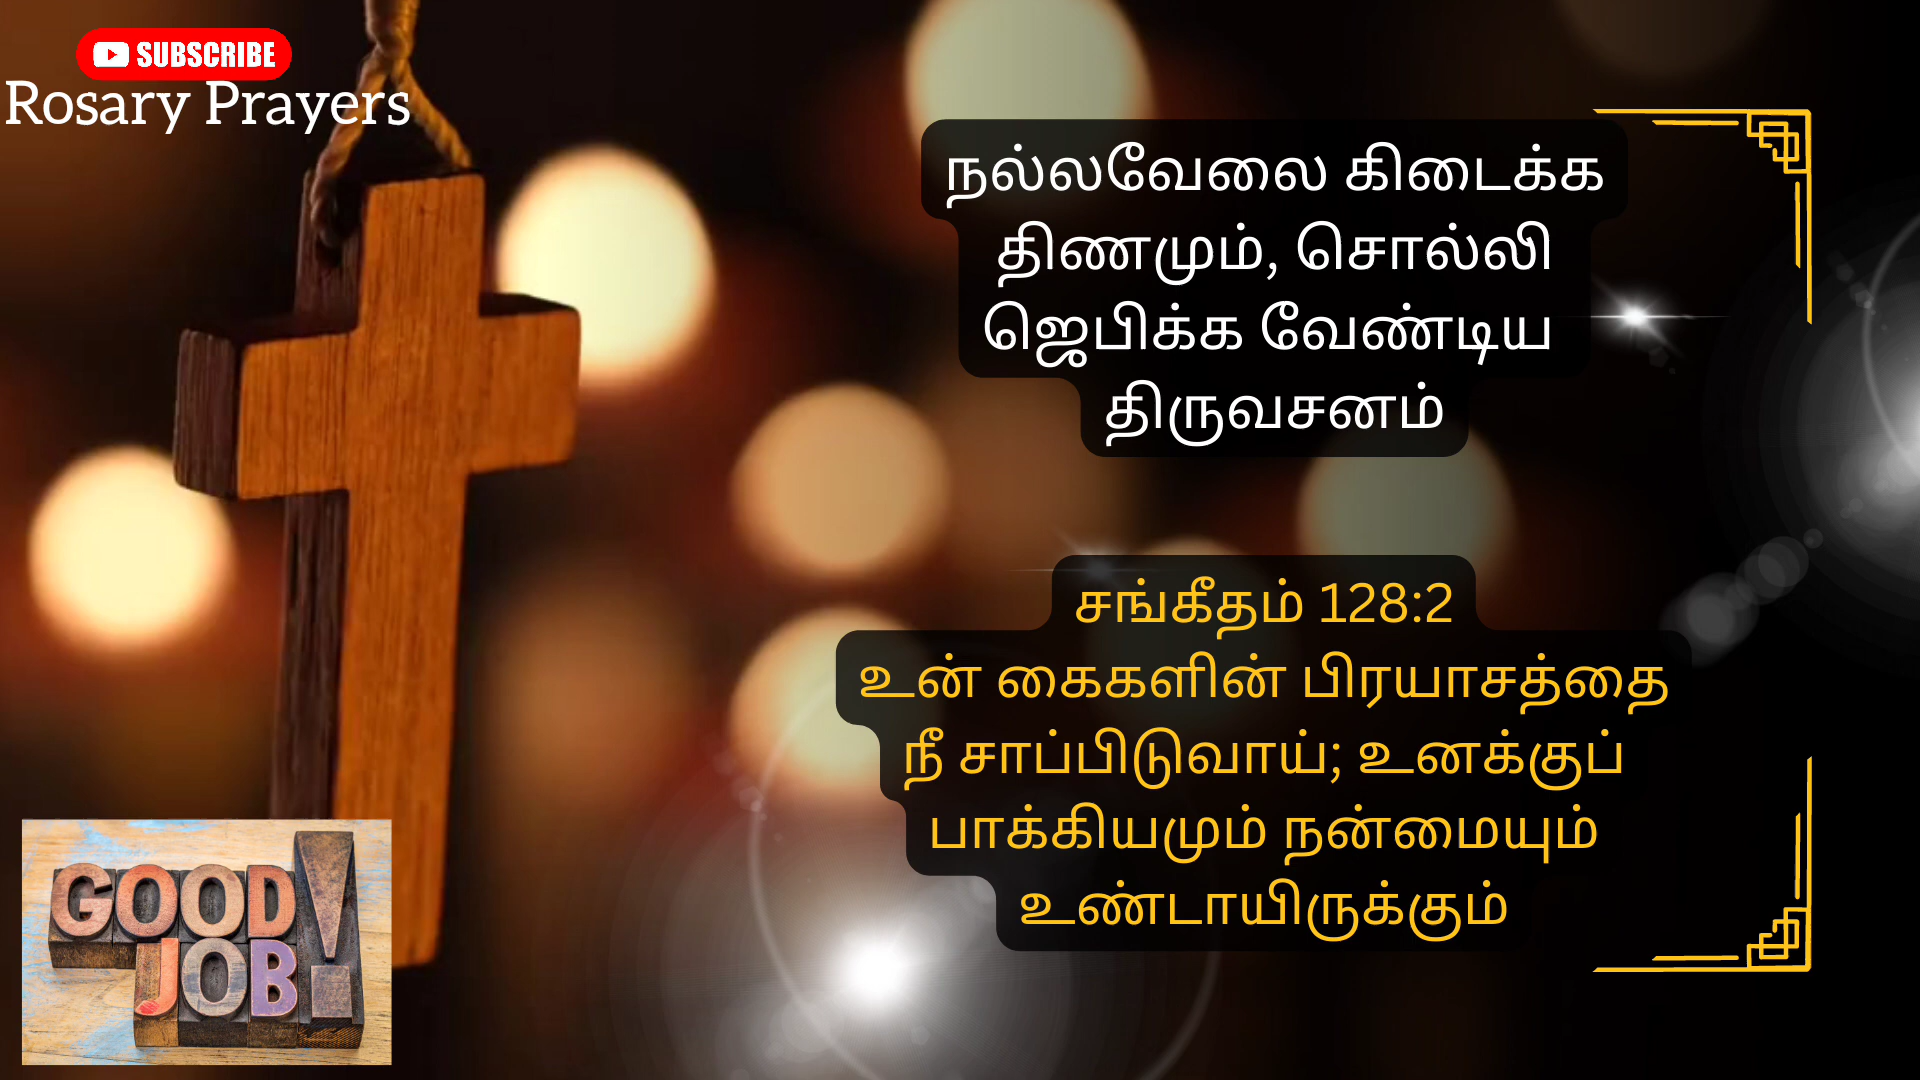 SUBSCRIBE
Rosary Prayers
நல்லவேலை கிடைக்க
திணமும், சொல்லி
ஜெபிக்க வேண்டிய
திருவசனம்
சங்கீதம் 128:2
உன் கைகளின் பிரயாசத்தை
நீ சாப்பிடுவாய்; உனக்குப்
பாக்கியமும் நன்மையும்
உண்டாயிருக்கும்
GOOD!
JOB